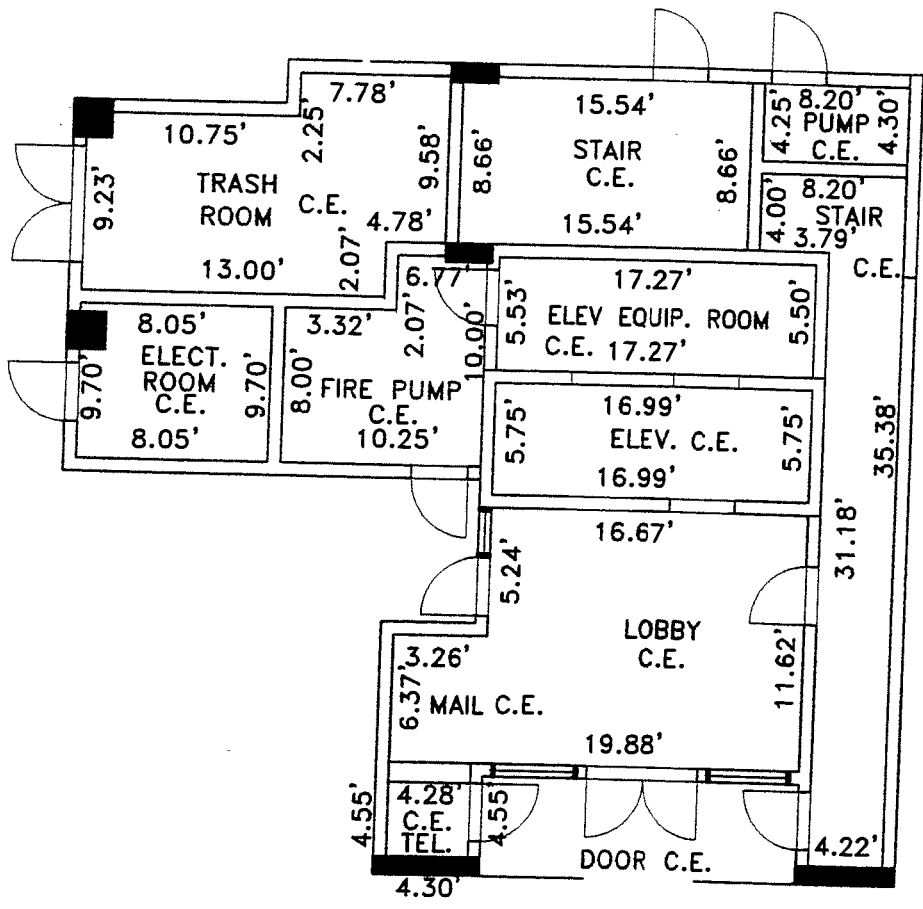 7.78'
10.75'
2.25'
9.58'
9.23'
TRASH
ROOM C.E.
4.78'
13.00'
2.07'
15.54'
8.66'
STAIR
C.E.
8.66'
15.54'
8.20'
4.25'
PUMP
4.30'
C.E.
8.20'
4.00'
STAIR
3.79'
C.E.
6.77'
17.27'
5.53'
ELEV EQUIP. ROOM
5.50'
C.E. 17.27'
8.05'
ELECT.
ROOM
C.E.
9.70'
9.70'
8.05'
3.32'
2.07'
10.00'
8.00'
FIRE PUMP
C.E.
10.25'
16.99'
5.75'
ELEV. C.E.
5.75'
16.99'
35.38'
31.18'
16.67'
5.24'
LOBBY
C.E.
11.62'
3.26'
6.37'
MAIL C.E.
19.88'
4.55'
4.28'
C.E.
TEL.
4.55'
4.30'
DOOR C.E.
4.22'